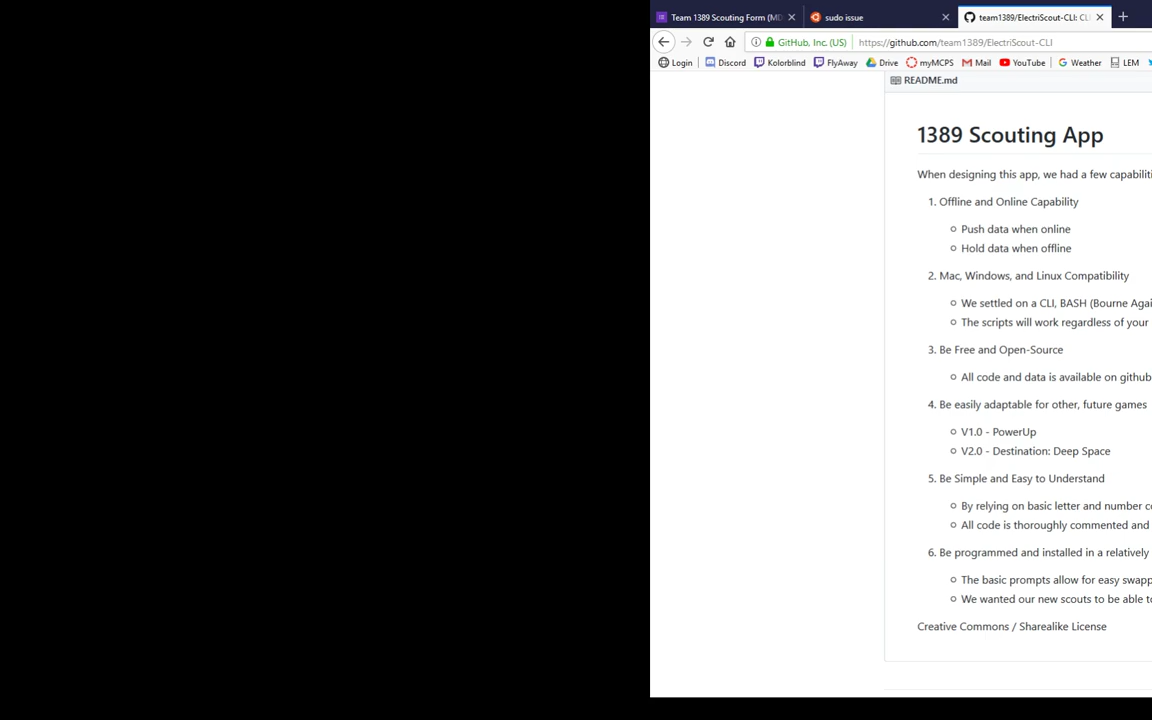 Team 1389 Scouting Form (MD sudo issue team1389/ElectriScout-CLI: CL
GitHub, Inc. (US) https://github.com/team1389/ElectriScout-CLI
Login Discord Kolorblind FlyAway Drive myMCPS Mail YouTube Weather LEM
README.md
1389 Scouting App
When designing this app, we had a few capabiliti
1. Offline and Online Capability
Push data when online
Hold data when offline
2. Mac, Windows, and Linux Compatibility
We settled on a CLI, BASH (Bourne Agai
The scripts will work regardless of your
3. Be Free and Open-Source
All code and data is available on github
4. Be easily adaptable for other, future games
V1.0 - PowerUp
V2.0 - Destination: Deep Space
5. Be Simple and Easy to Understand
By relying on basic letter and number co
All code is thoroughly commented and
6. Be programmed and installed in a relatively
The basic prompts allow for easy swapp
We wanted our new scouts to be able to
Creative Commons / Sharealike License